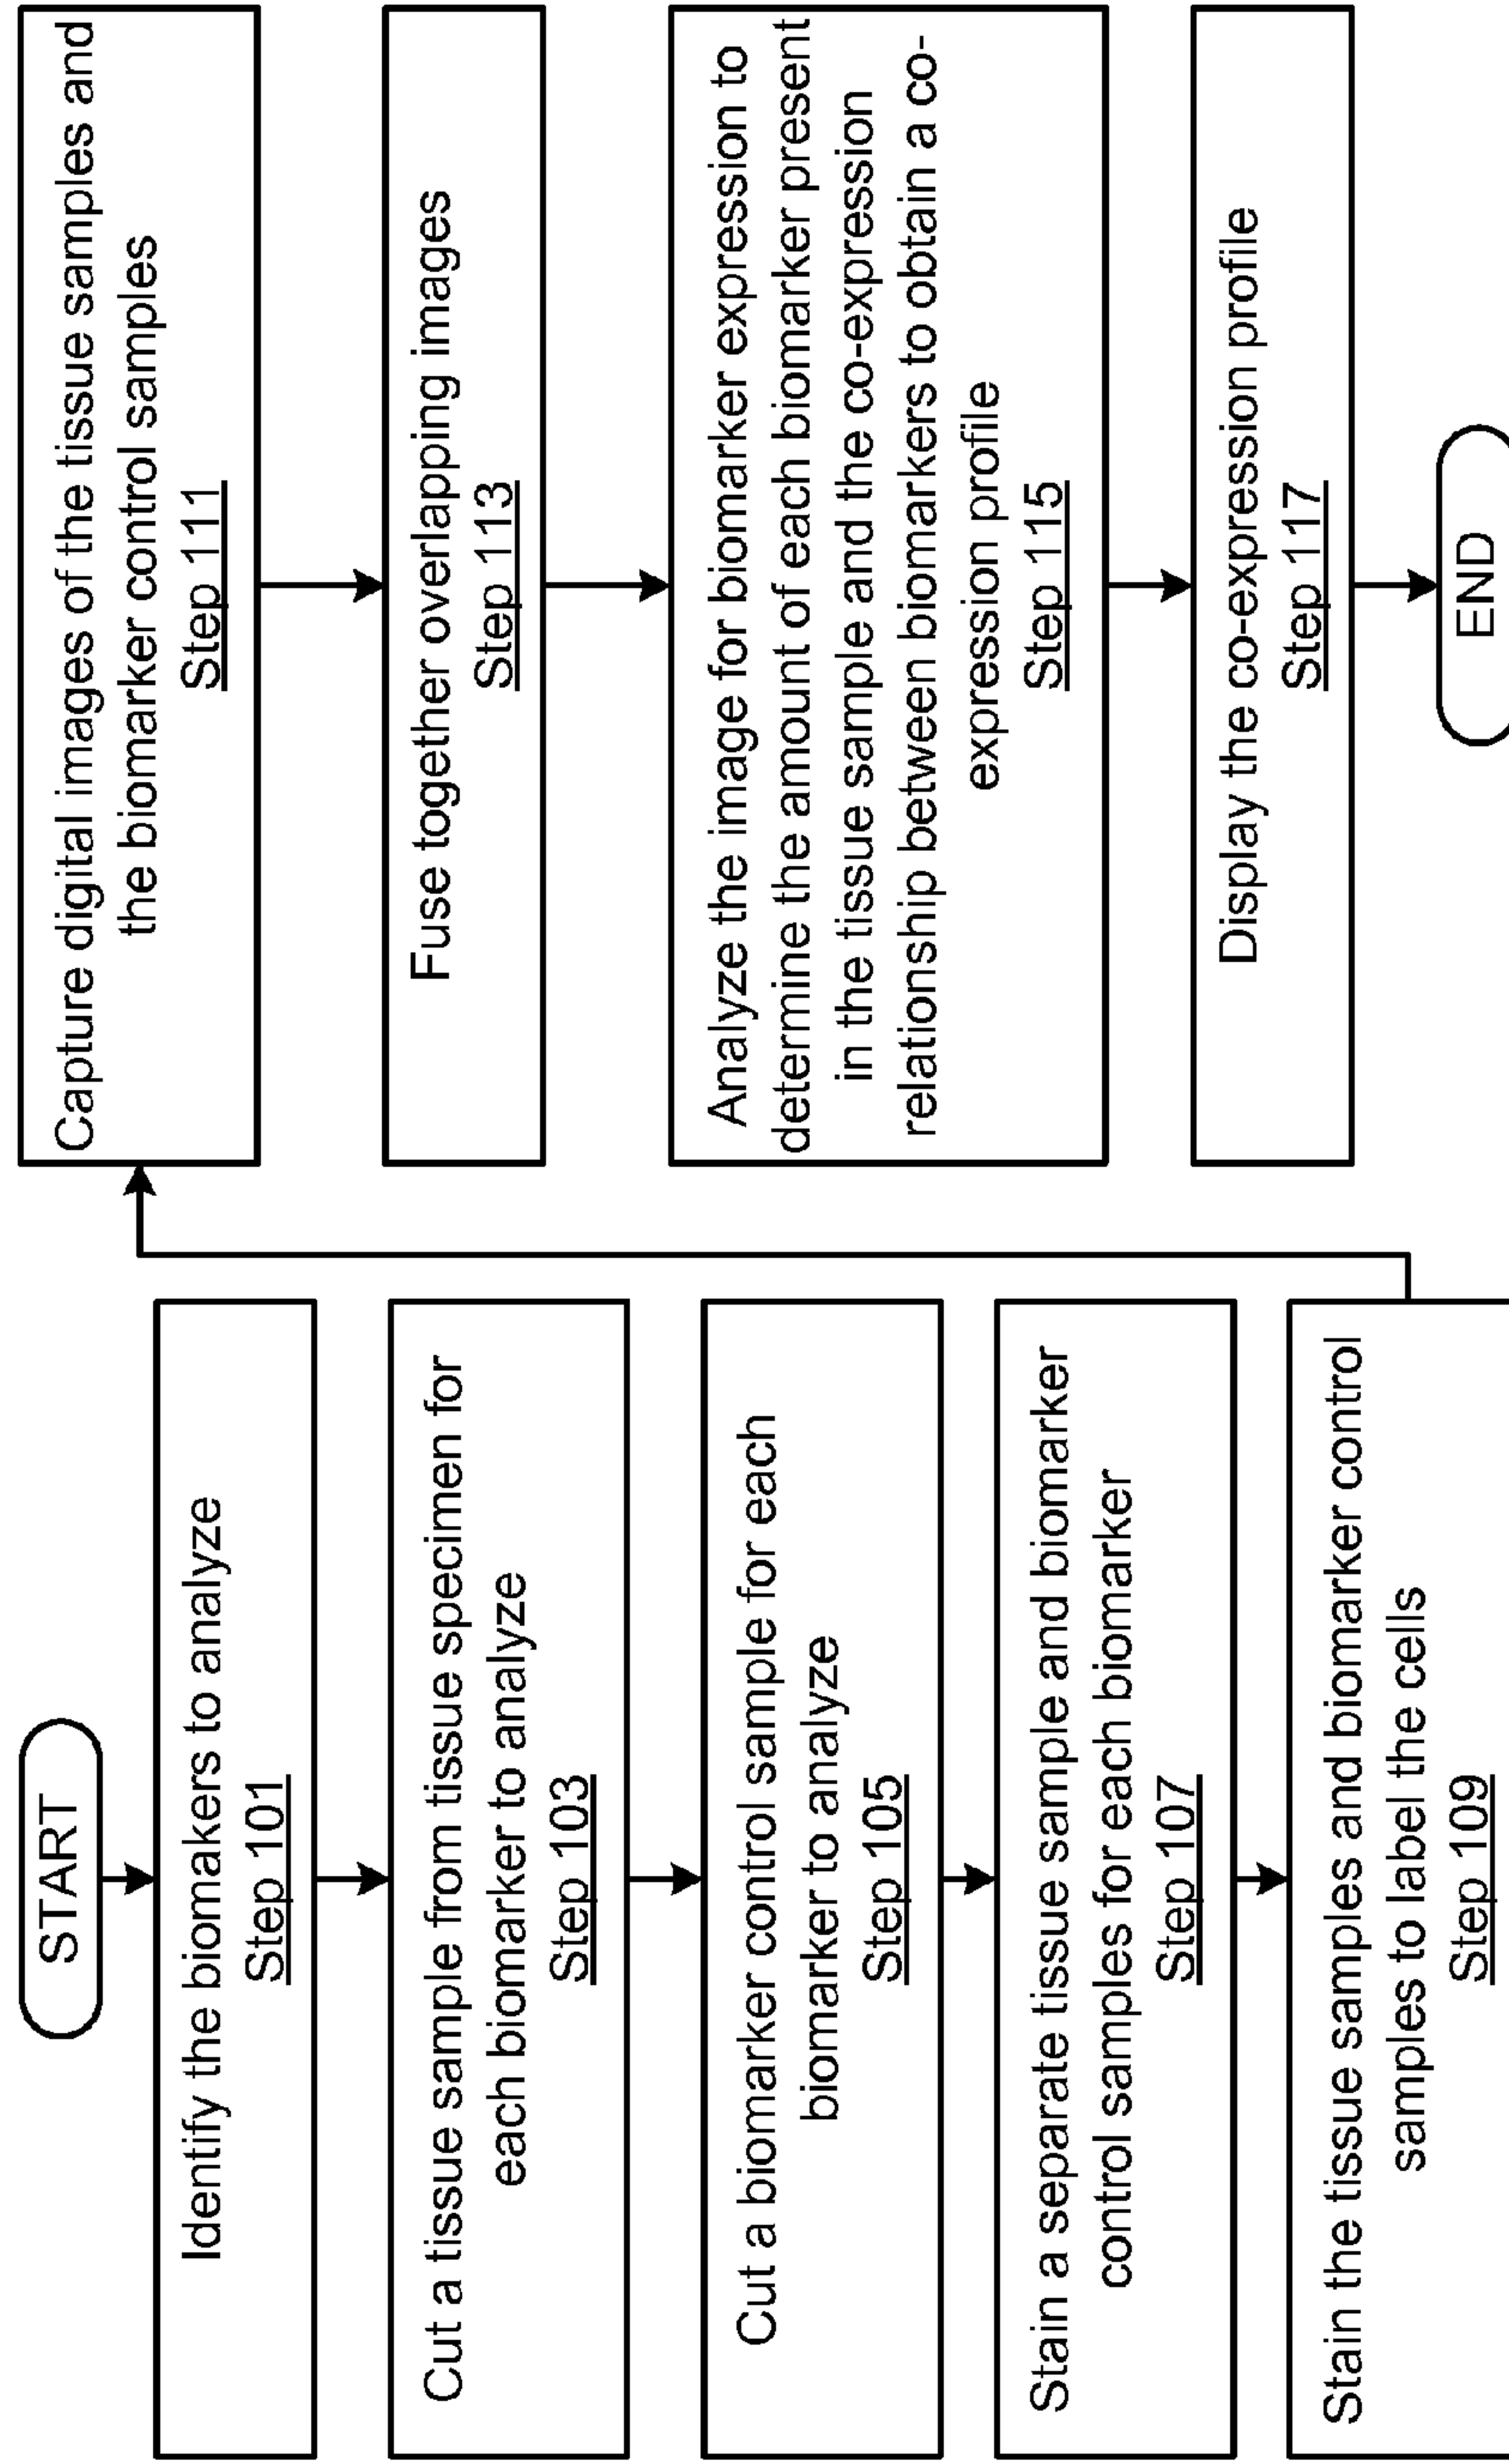 START
Identify the biomakers to analyze
Step 101
Cut a tissue sample from tissue specimen for
each biomarker to analyze
Step 103
Cut a biomarker control sample for each
biomarker to analyze
Step 105
Stain a separate tissue sample and biomarker
control samples for each biomarker
Step 107
Stain the tissue samples and biomarker control
samples to label the cells
Step 109
Capture digital images of the tissue samples and
the biomarker control samples
Step 111
Fuse together overlapping images
Step 113
Analyze the image for biomarker expression to
determine the amount of each biomarker present
in the tissue sample and the co-expression
relationship between biomarkers to obtain a co-
expression profile
Step 115
Display the co-expression profile
Step 117
END